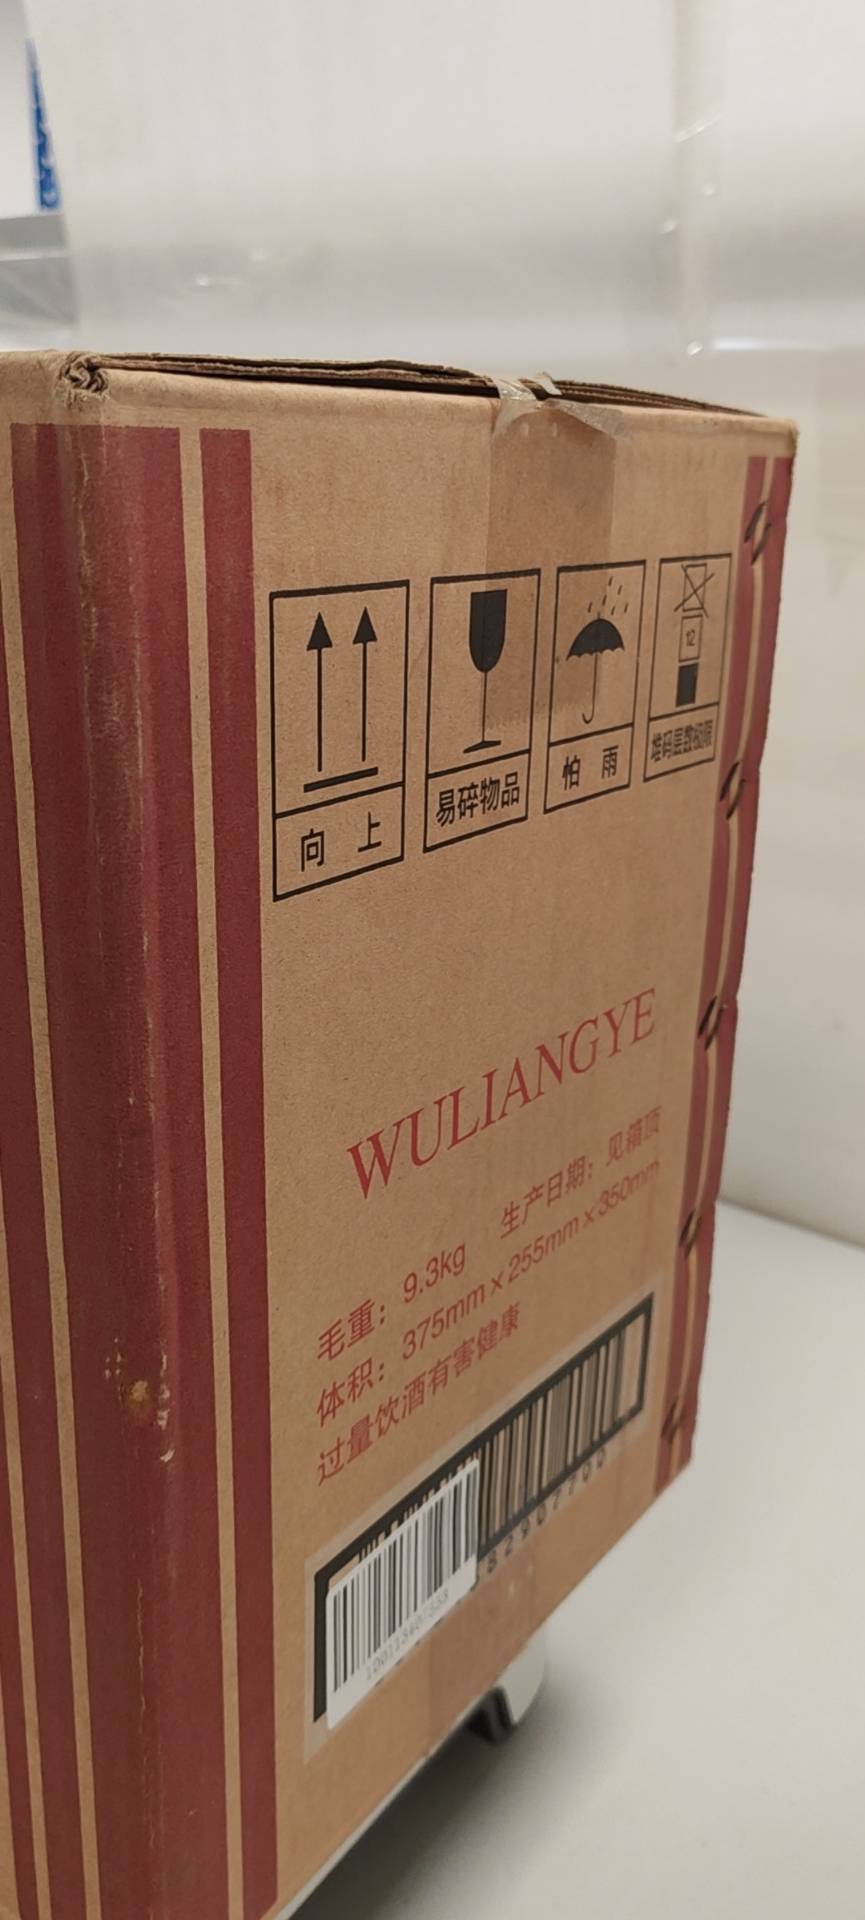 向上
易碎物品
怕雨
12
堆码层数极限
WULIANGYE
毛重：9.3kg 生产日期：见箱顶
体积：375mm×255mm×350mm
过量饮酒有害健康